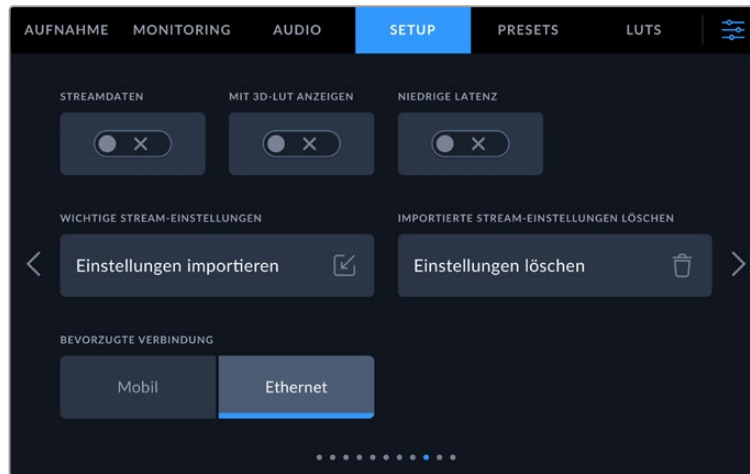 AUFNAHME MONITORING AUDIO SETUP PRESETS LUTS
STREAMDATEN MIT 3D-LUT ANZEIGEN NIEDRIGE LATENZ
WICHTIGE STREAM-EINSTELLUNGEN IMPORTIERTE STREAM-EINSTELLUNGEN LÖSCHEN
Einstellungen importieren Einstellungen löschen
BEVORZUGTE VERBINDUNG
Mobil Ethernet